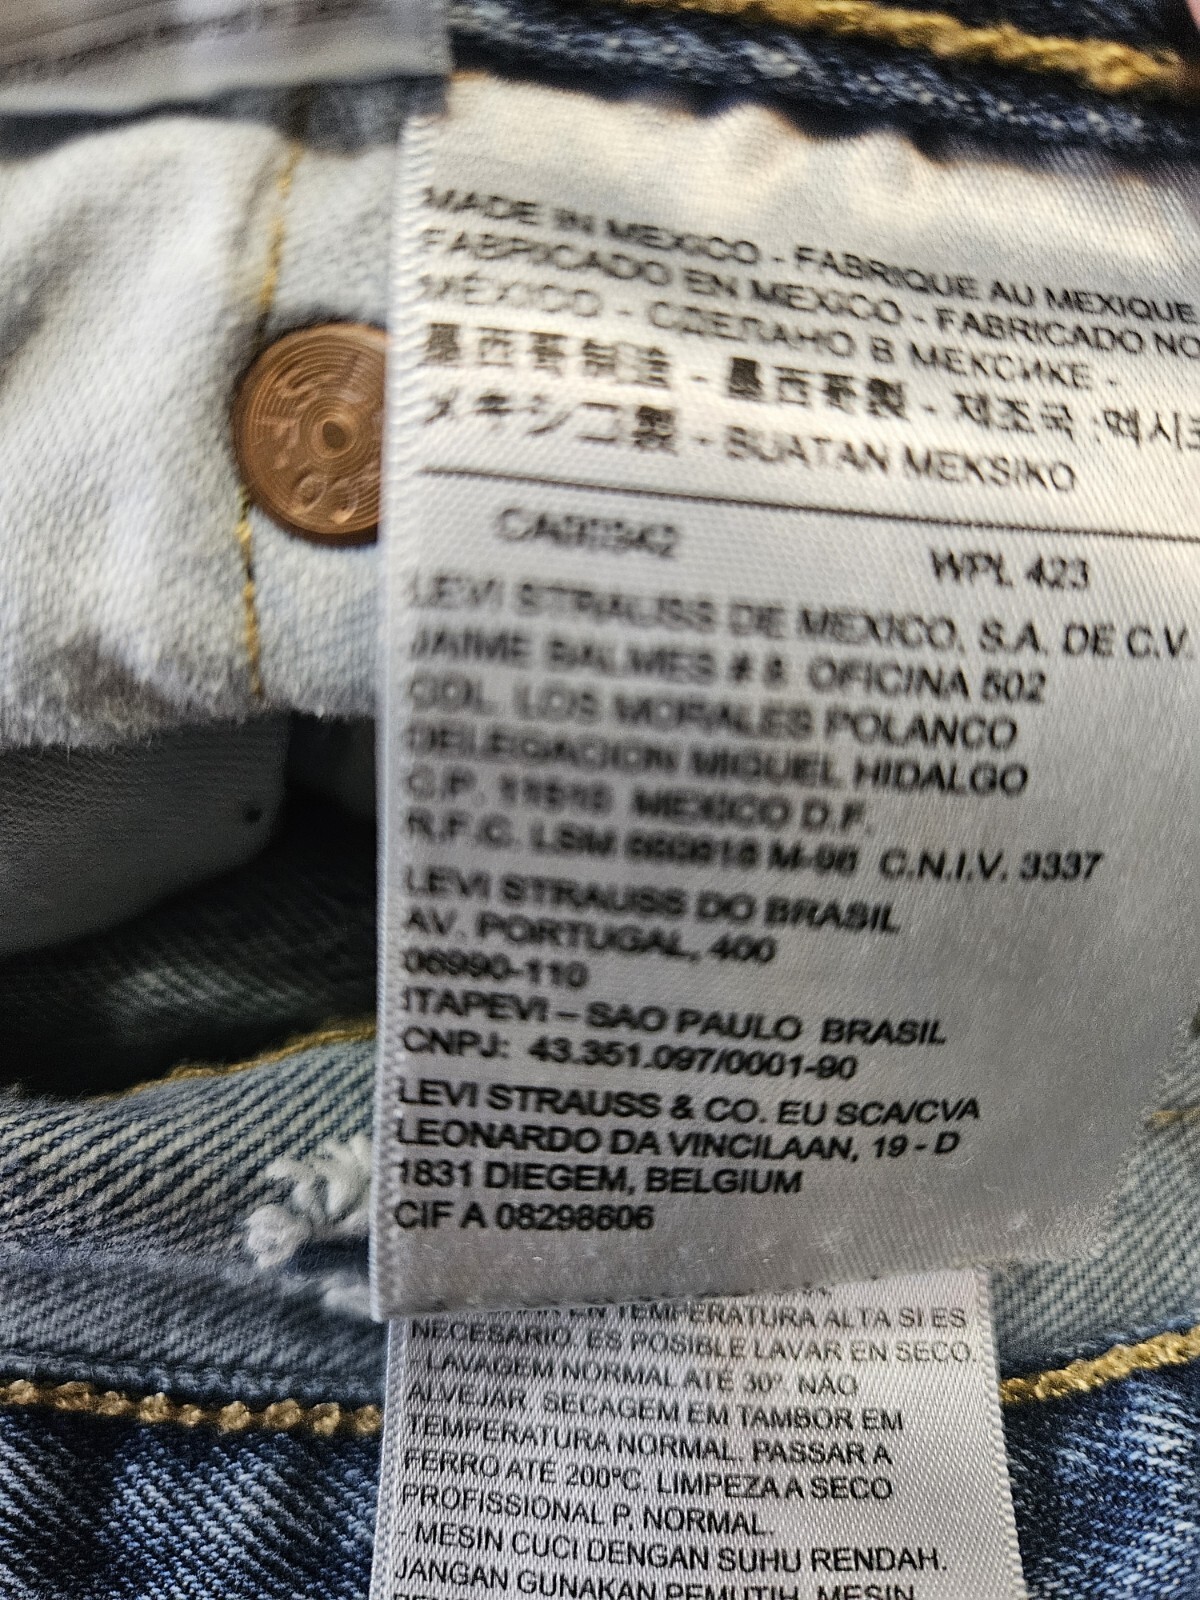 MADE IN MEXICO - FABRIQUE AU MEXIQUE
FABRICADO EN MEXICO - FABRICADO NO
MÉXICO - СДЕЛАНО В МЕКСИКЕ -
墨西哥制造 - 墨西哥製 - 제조국 :멕시코
メキシコ製 - BUATAN MEKSIKO
WPL 423
LEVI STRAUSS DE MEXICO, S.A. DE C.V.
JAIME BALMES # 8 OFICINA 502
COL. LOS MORALES POLANCO
DELEGACION MIGUEL HIDALGO
C.P. MEXICO D.F.
R.F.C. LSM C.N.I.V. 3337
LEVI STRAUSS DO BRASIL
AV. PORTUGAL, 400
06990-110
ITAPEVI – SAO PAULO BRASIL
CNPJ: 43.351.097/0001-90
LEVI STRAUSS & CO. EU SCA/CVA
LEONARDO DA VINCILAAN, 19 - D
1831 DIEGEM, BELGIUM
CIF A 08298606
EN TEMPERATURA ALTA SI ES
NECESARIO. ES POSIBLE LAVAR EN SECO.
- LAVAGEM NORMAL ATÉ 30°. NÃO
ALVEJAR. SECAGEM EM TAMBOR EM
TEMPERATURA NORMAL. PASSAR A
FERRO ATÉ 200ºC. LIMPEZA A SECO
PROFISSIONAL P, NORMAL.
- MESIN CUCI DENGAN SUHU RENDAH.
JANGAN GUNAKAN PEMUTIH. MESIN